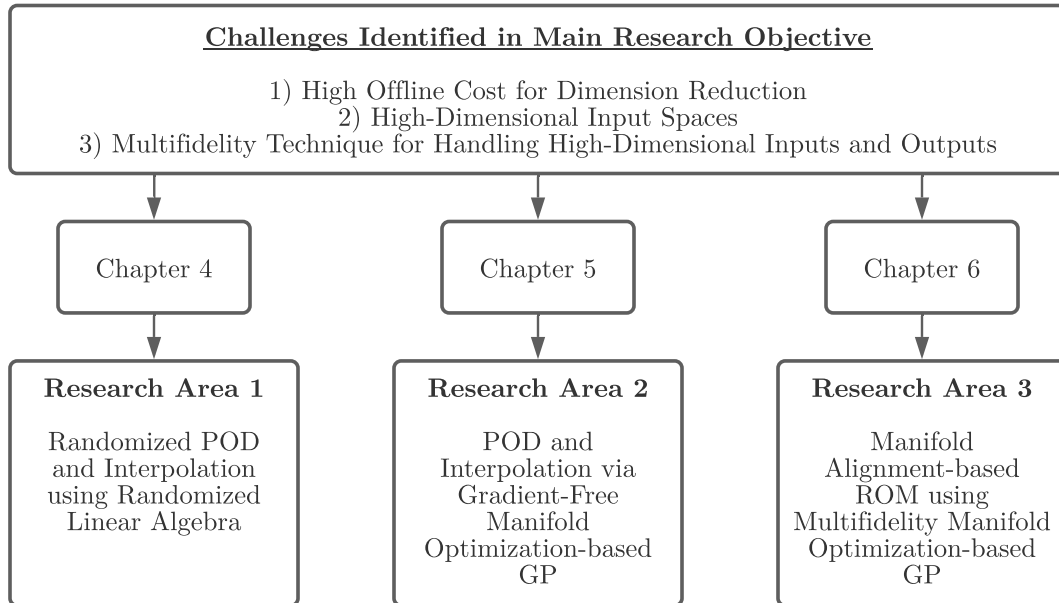 Challenges Identified in Main Research Objective
1) High Offline Cost for Dimension Reduction
2) High-Dimensional Input Spaces
3) Multifidelity Technique for Handling High-Dimensional Inputs and Outputs
Chapter 4
Chapter 5
Chapter 6
Research Area 1
Randomized POD
and Interpolation
using Randomized
Linear Algebra
Research Area 2
POD and
Interpolation via
Gradient-Free
Manifold
Optimization-based
GP
Research Area 3
Manifold
Alignment-based
ROM using
Multifidelity Manifold
Optimization-based
GP